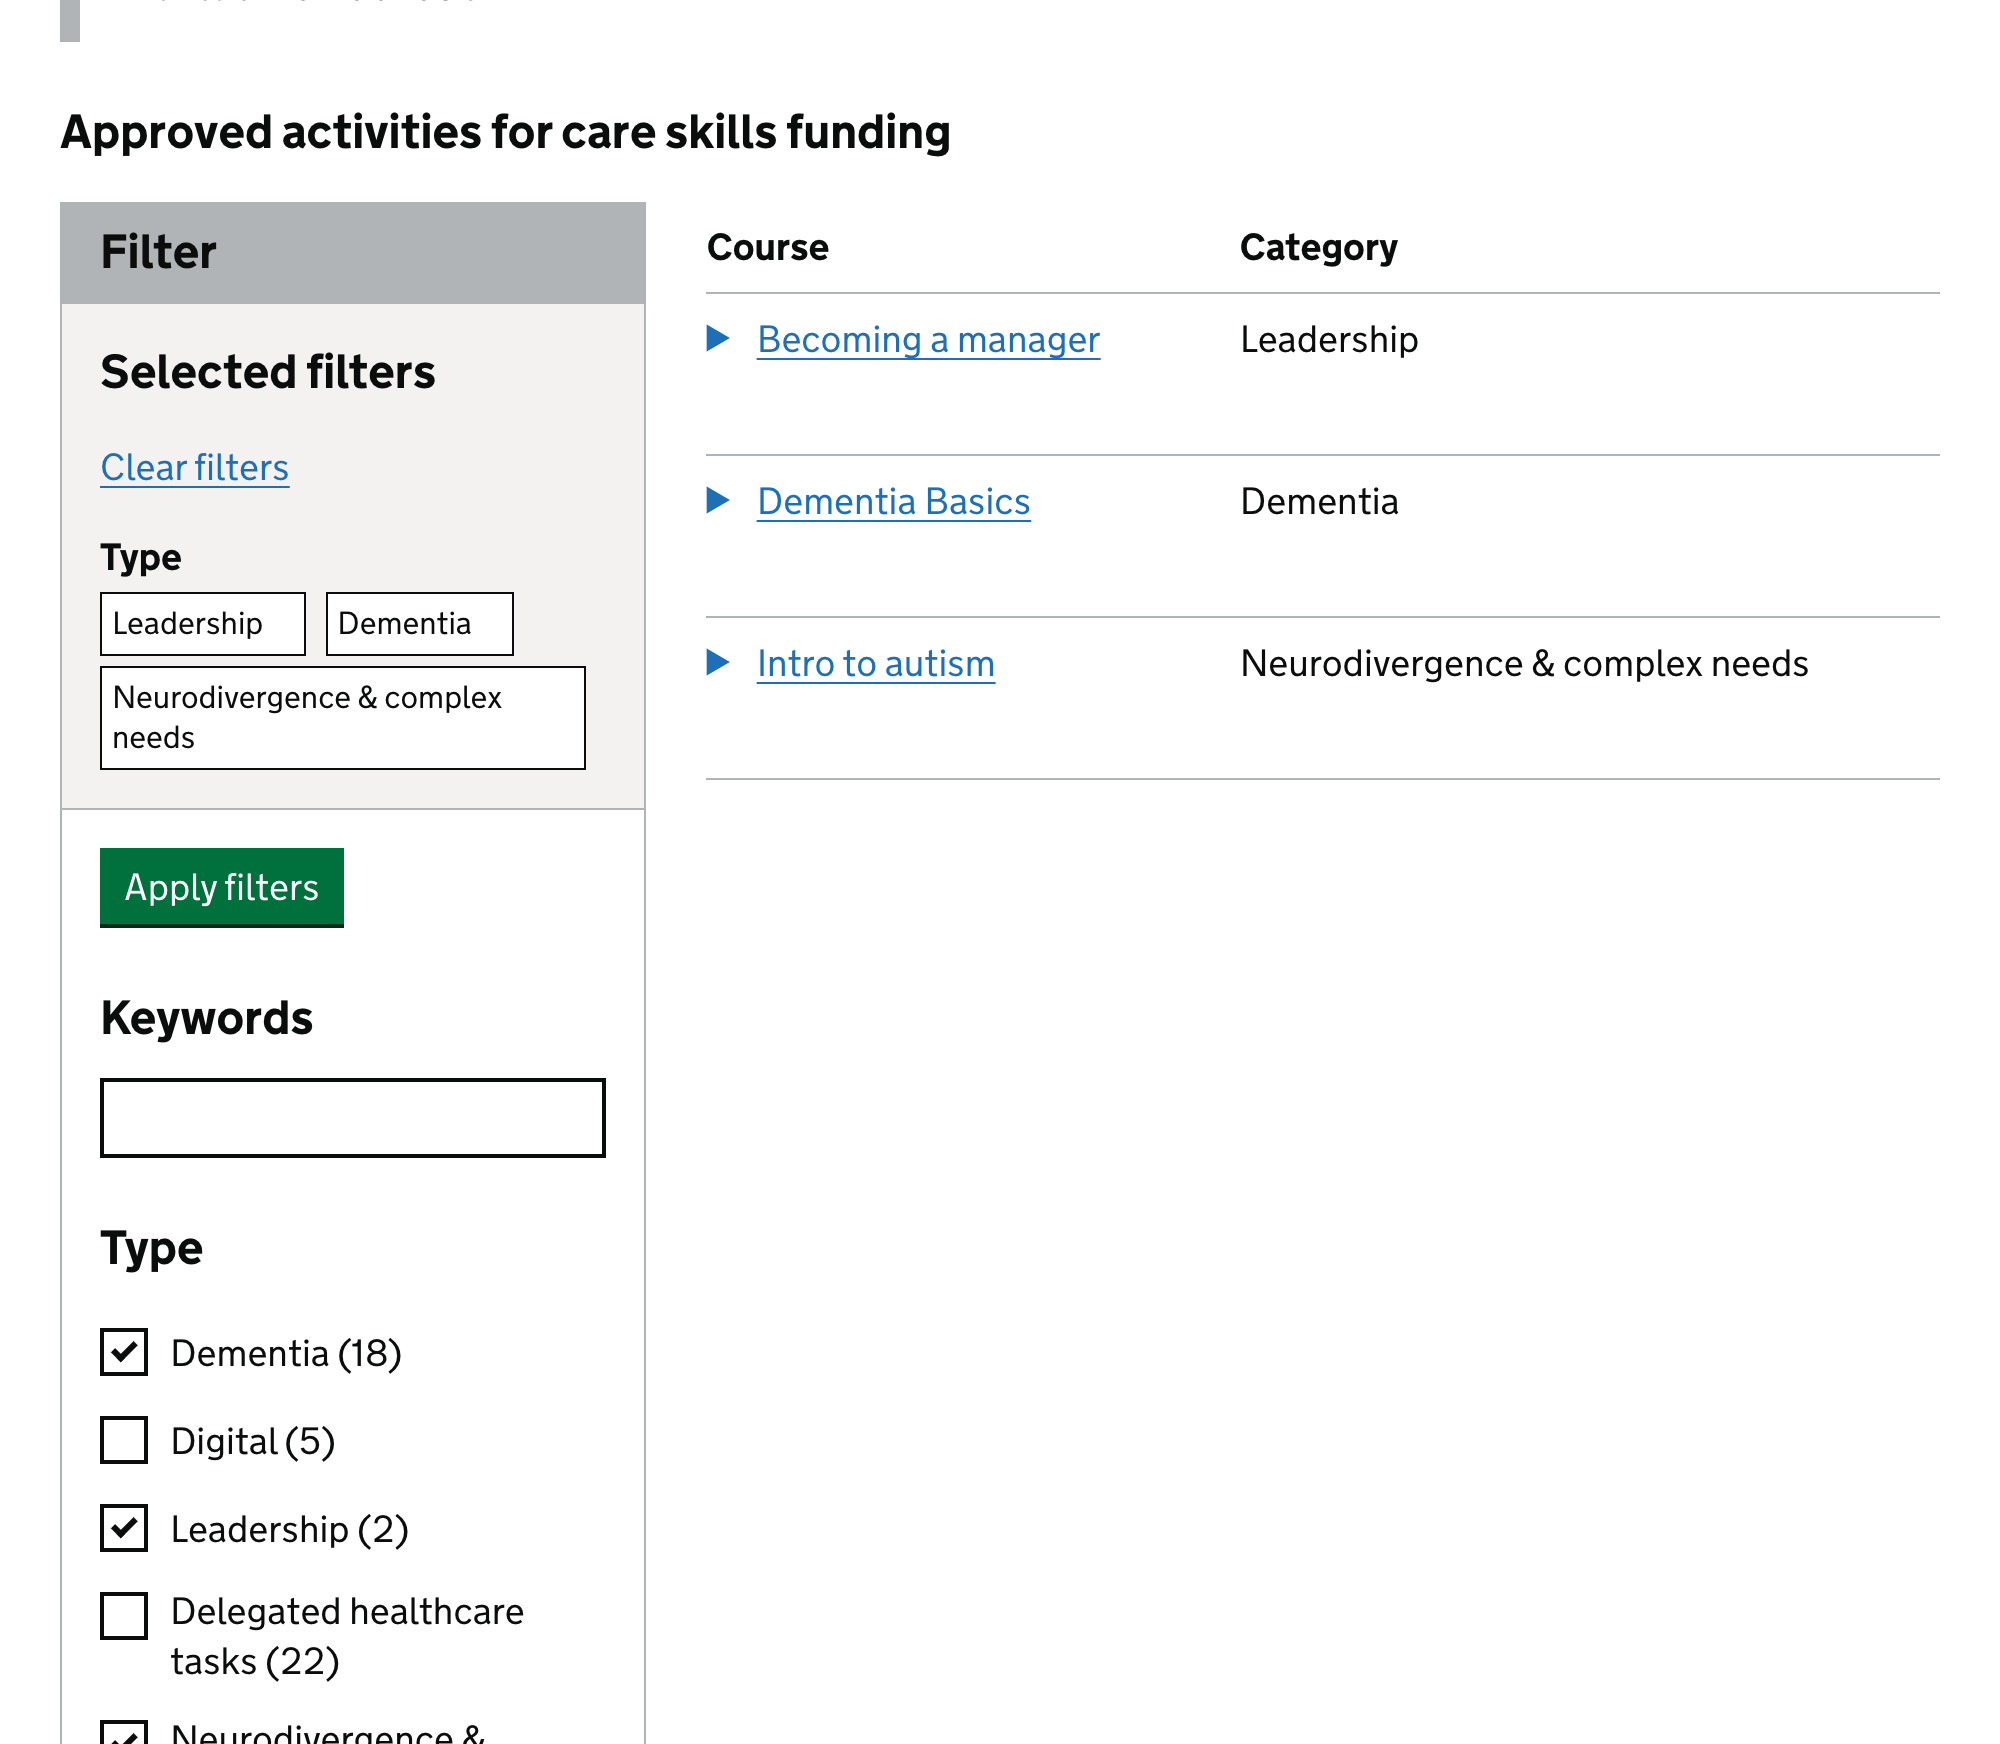 Approved activities for care skills funding
Filter
Selected filters
Clear filters
Type
Leadership
Dementia
Neurodivergence & complex
needs
Apply filters
Keywords
Type
Dementia (18)
Digital (5)
Leadership (2)
Delegated healthcare
tasks (22)
Neurodivergence &
Course Category
Becoming a manager Leadership
Dementia Basics Dementia
Intro to autism Neurodivergence & complex needs